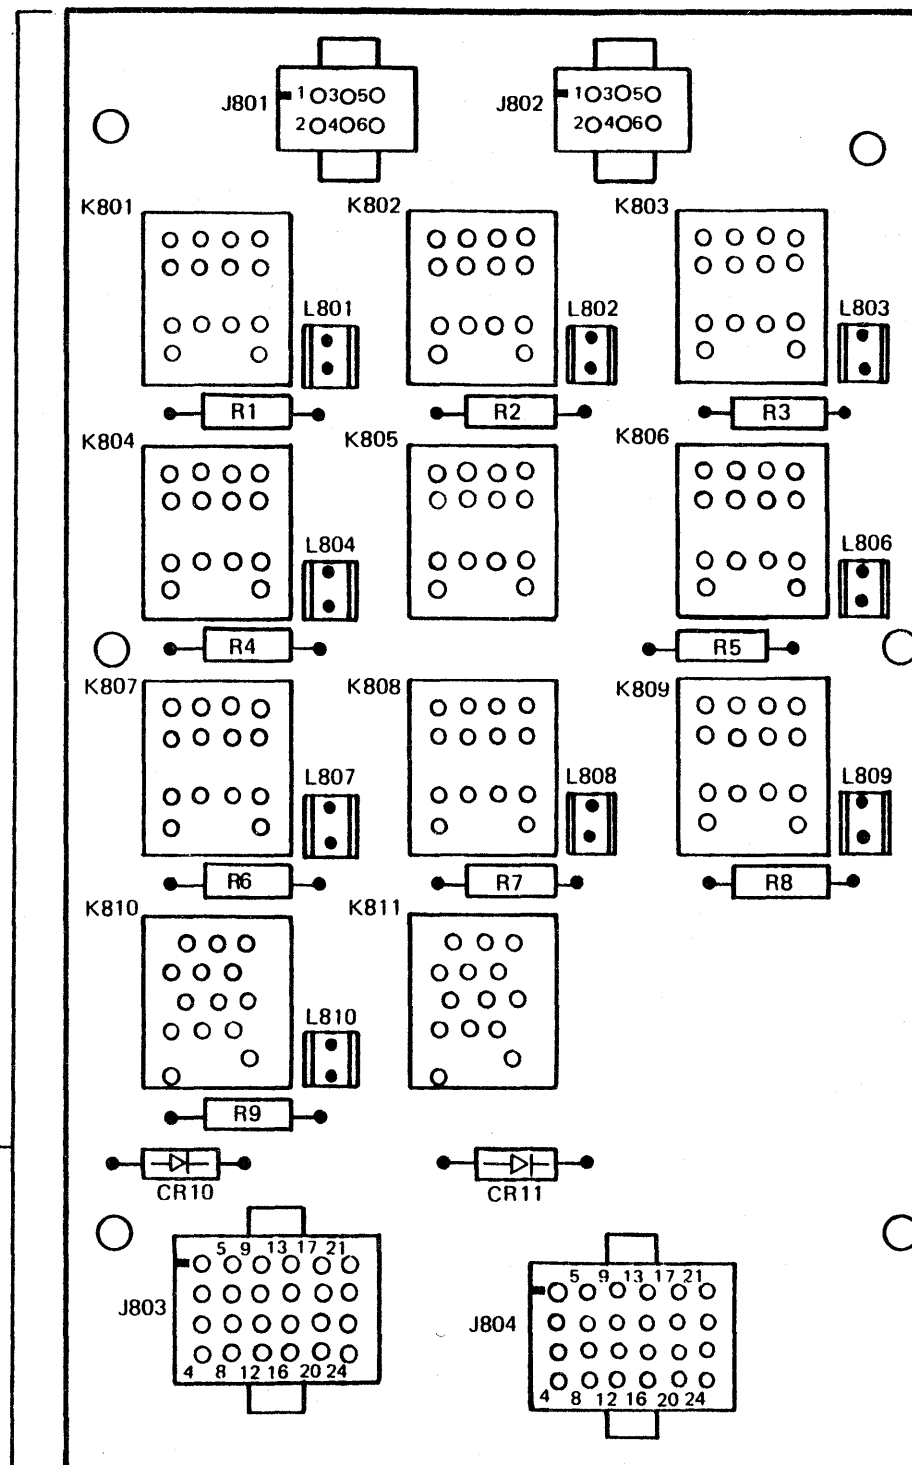 J801
1 3 5
2 4 6
J802
1 3 5
2 4 6
K801
K802
K803
L801
L802
L803
R1
R2
R3
K804
K805
K806
L804
L806
R4
R5
K807
K808
K809
L807
L808
L809
R6
R7
R8
K810
K811
L810
R9
CR10
CR11
J803
5 9 13 17 21
4 8 12 16 20 24
J804
5 9 13 17 21
4 8 12 16 20 24